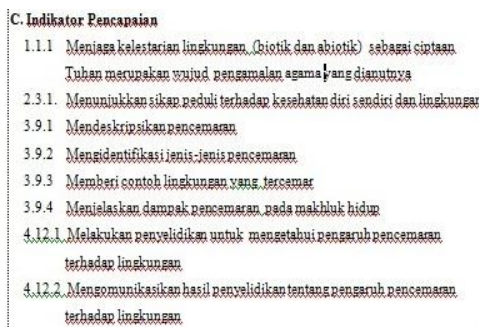 C. Indikator Pencapaian
1.1.1 Menjaga kelestarian lingkungan (biotik dan abiotik) sebagai ciptaan
Tuhan merupakan wujud pengamalan agama yang dianutnya
2.3.1. Menunjukkan sikap peduli terhadap kesehatan diri sendiri dan lingkungan
3.9.1 Mendeskripsikan pencemaran
3.9.2 Mengidentifikasi jenis-jenis pencemaran
3.9.3 Memberi contoh lingkungan yang tercemar
3.9.4 Menjelaskan dampak pencemaran pada makhluk hidup
4.12.1 Melakukan penyelidikan untuk mengetahui pengaruh pencemaran
terhadap lingkungan
4.12.2 Mengomunikasikan hasil penyelidikan tentang pengaruh pencemaran
terhadap lingkungan